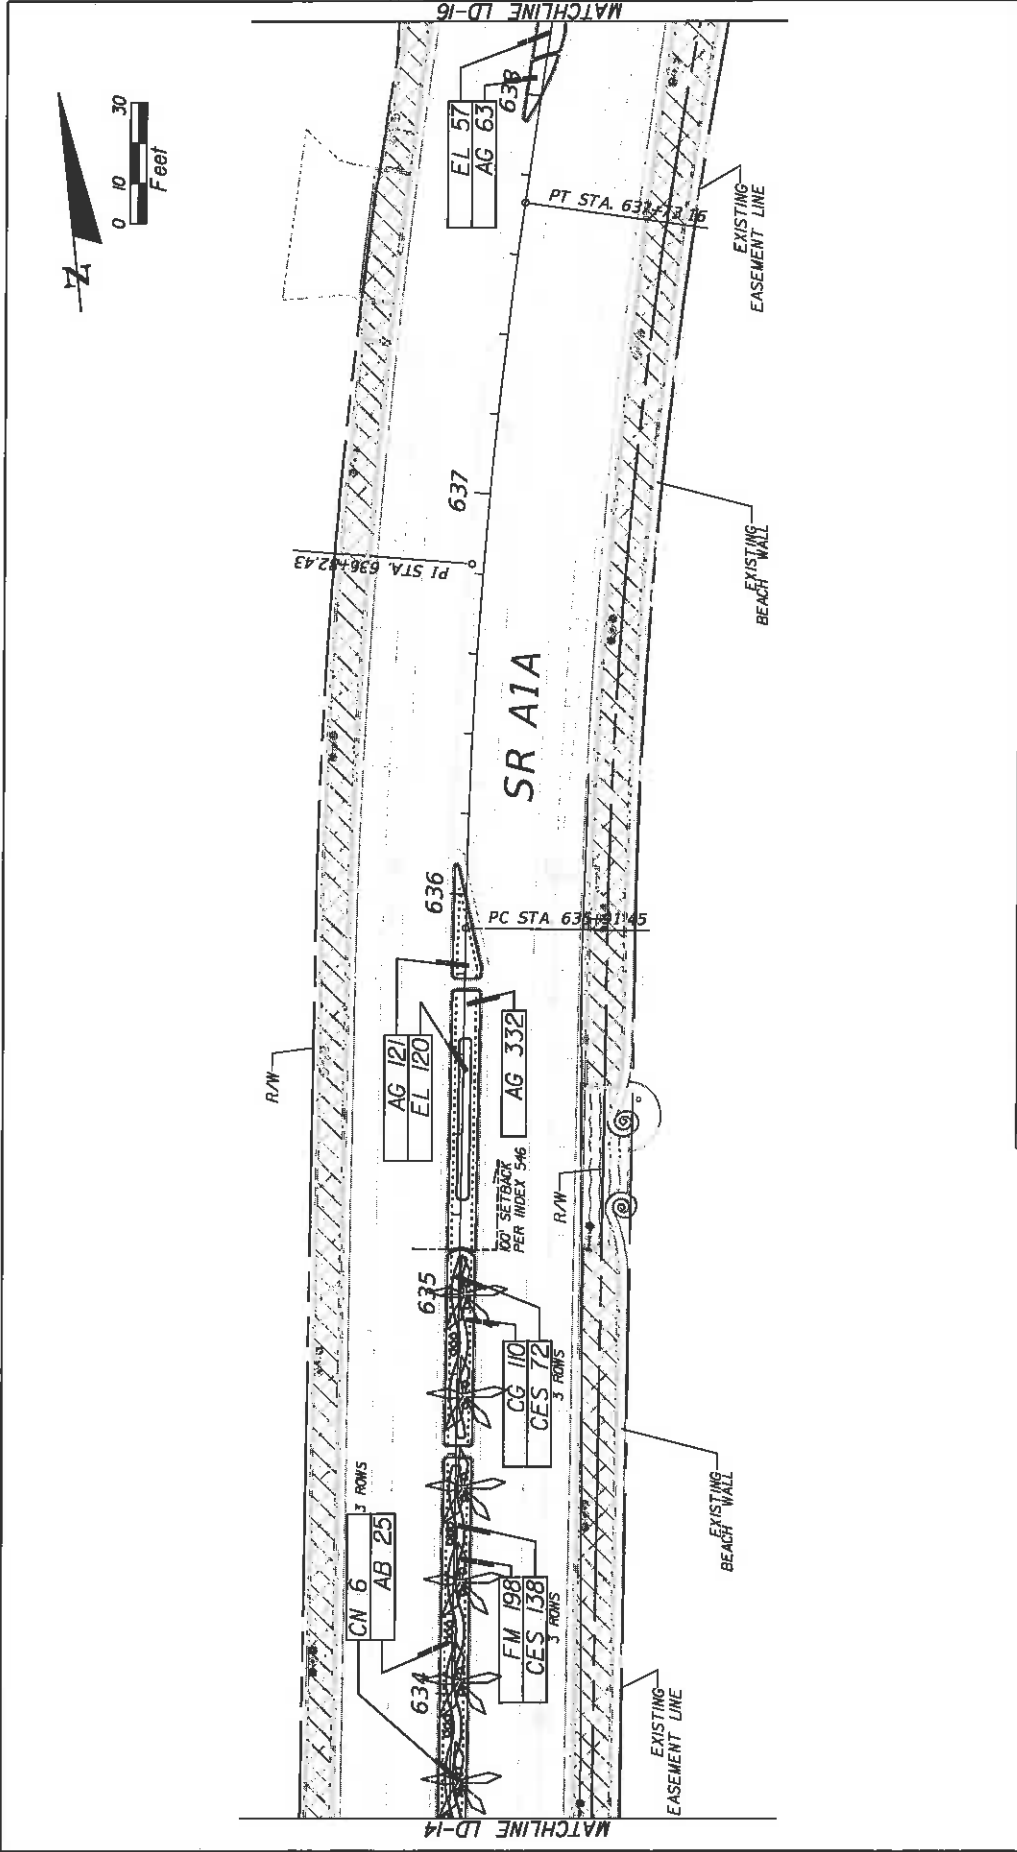 MATCHLINE LD-16
N
0 10 30
Feet
EL 57
AG 63
638
PT STA. 637+73.16
EXISTING
EASEMENT LINE
637
PI STA. 636+82.43
EXISTING
BEACH WALL
SR A1A
636
PC STA 635+91.45
R/W
AG 121
EL 120
AG 332
100' SETBACK
PER INDEX 546
R/W
635
CG 110
CES 72
3 ROWS
CN 6
AB 25
3 ROWS
EXISTING
BEACH WALL
FM 198
CES 138
3 ROWS
634
EXISTING
EASEMENT LINE
MATCHLINE LD-14